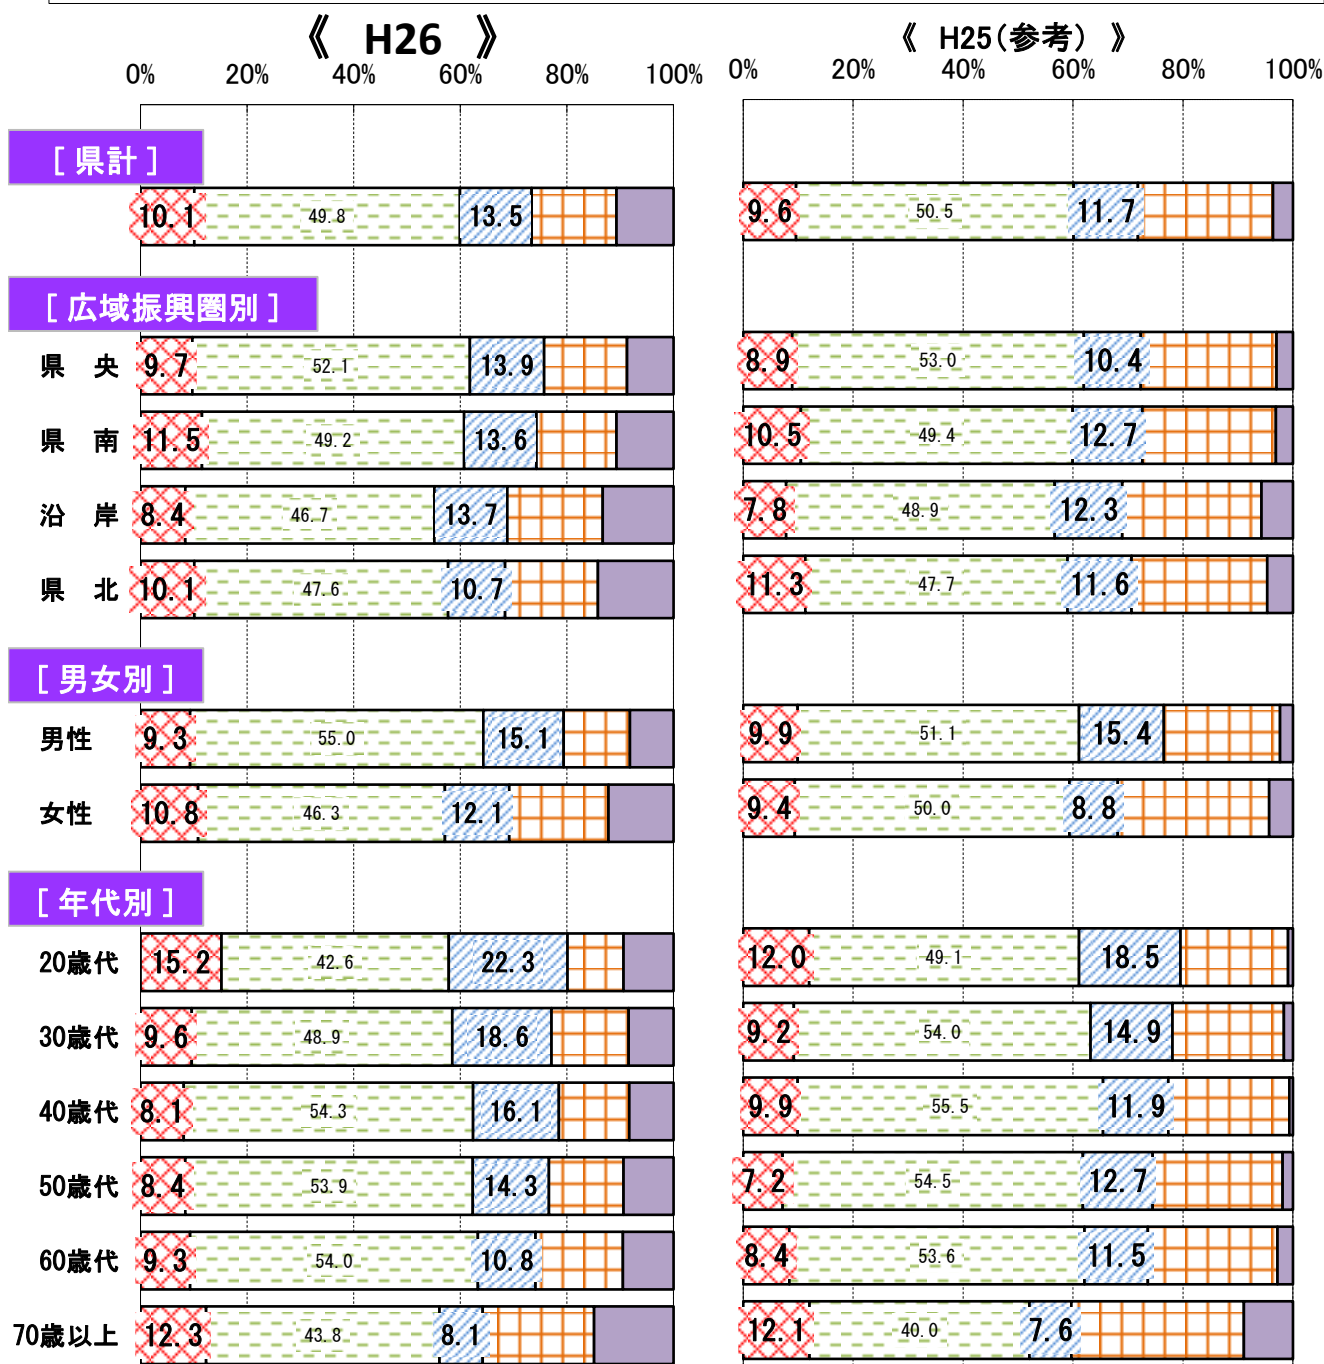 《 H26 》
0% 20% 40% 60% 80% 100%
《 H25(参考) 》
0% 20% 40% 60% 80% 100%
[ 県計 ]
10.1 49.8 13.5
9.6 50.5 11.7
[ 広域振興圏別 ]
県 央 9.7 52.1 13.9
8.9 53.0 10.4
県 南 11.5 49.2 13.6
10.5 49.4 12.7
沿 岸 8.4 46.7 13.7
7.8 48.9 12.3
県 北 10.1 47.6 10.7
11.3 47.7 11.6
[ 男女別 ]
男性 9.3 55.0 15.1
9.9 51.1 15.4
女性 10.8 46.3 12.1
9.4 50.0 8.8
[ 年代別 ]
20歳代 15.2 42.6 22.3
12.0 49.1 18.5
30歳代 9.6 48.9 18.6
9.2 54.0 14.9
40歳代 8.1 54.3 16.1
9.9 55.5 11.9
50歳代 8.4 53.9 14.3
7.2 54.5 12.7
60歳代 9.3 54.0 10.8
8.4 53.6 11.5
70歳以上 12.3 43.8 8.1
12.1 40.0 7.6